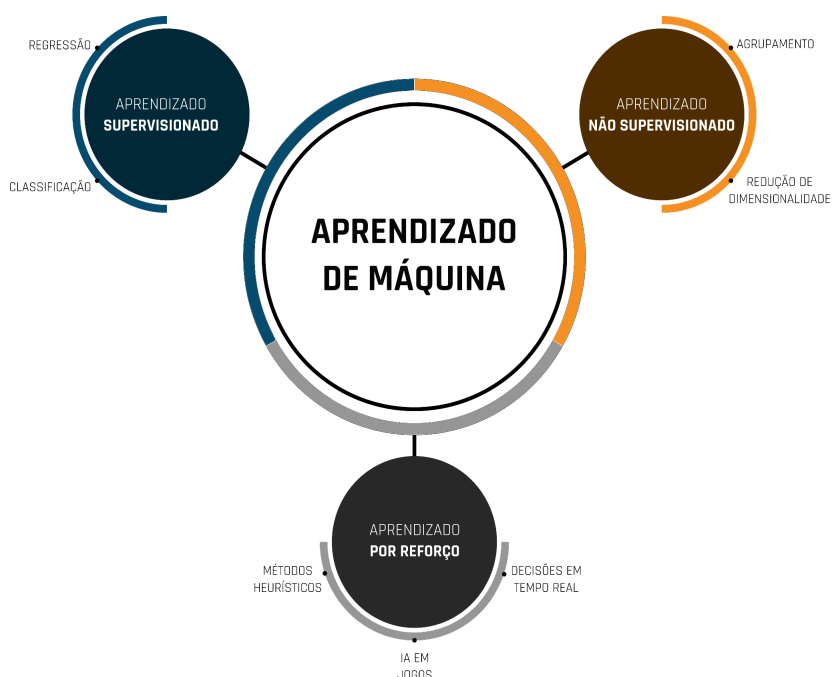 REGRESSÃO
APRENDIZADO
SUPERVISIONADO
CLASSIFICAÇÃO
AGRUPAMENTO
APRENDIZADO
NÃO SUPERVISIONADO
REDUÇÃO DE
DIMENSIONALIDADE
APRENDIZADO
DE MÁQUINA
APRENDIZADO
POR REFORÇO
MÉTODOS
HEURÍSTICOS
DECISÕES EM
TEMPO REAL
IA EM
JOGOS